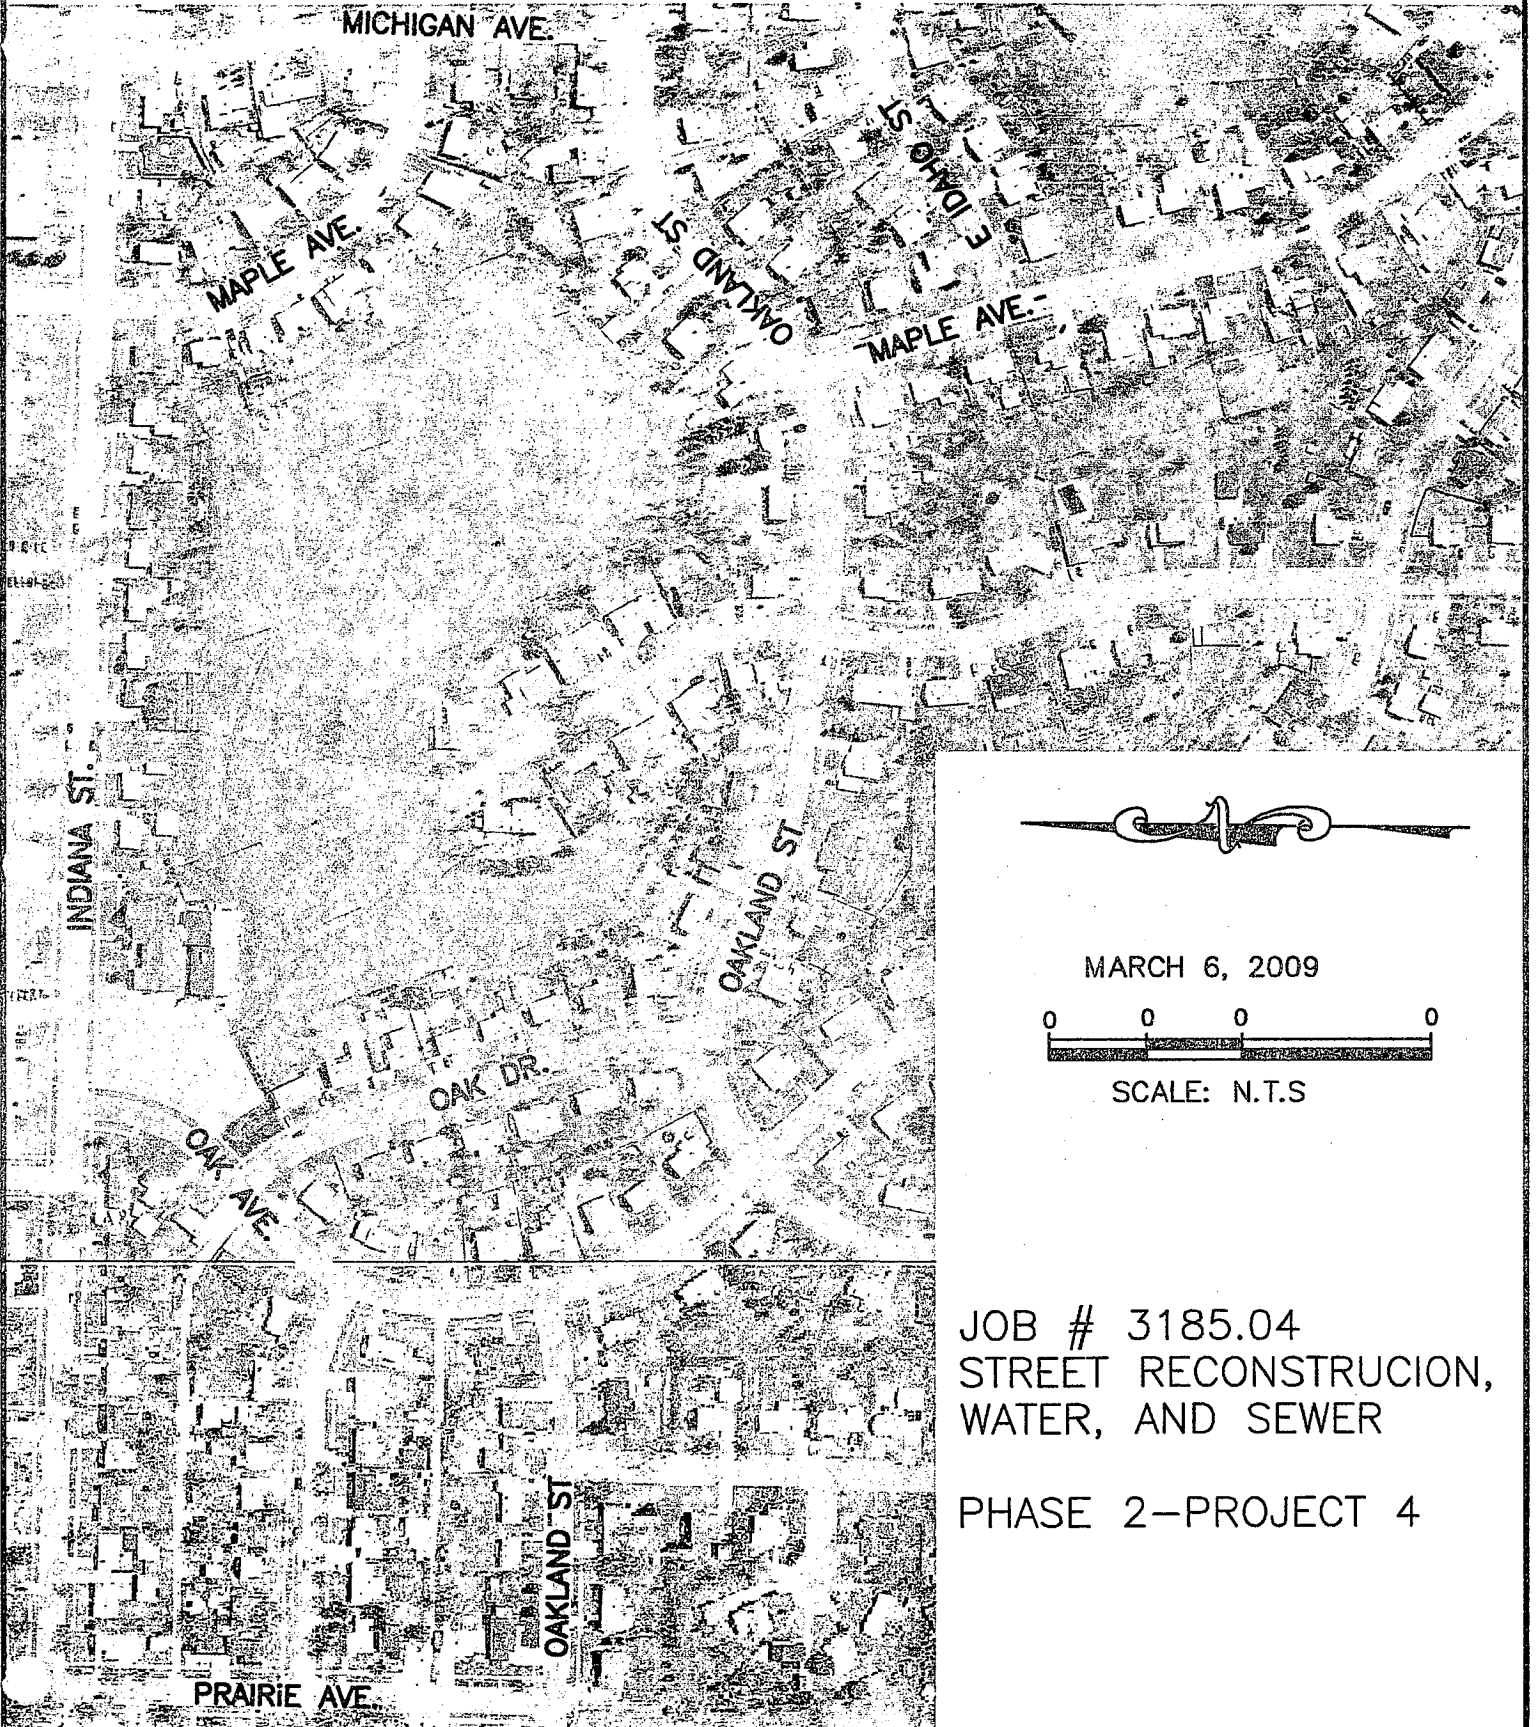 MICHIGAN AVE.
E IDAHO ST
MAPLE AVE.
OAKLAND ST
MAPLE AVE.
INDIANA ST.
OAKLAND ST
MARCH 6, 2009
0 0 0 0
SCALE: N.T.S
OAK DR.
OAK AVE.
JOB # 3185.04
STREET RECONSTRUCION,
WATER, AND SEWER
PHASE 2-PROJECT 4
OAKLAND ST
PRAIRIE AVE.